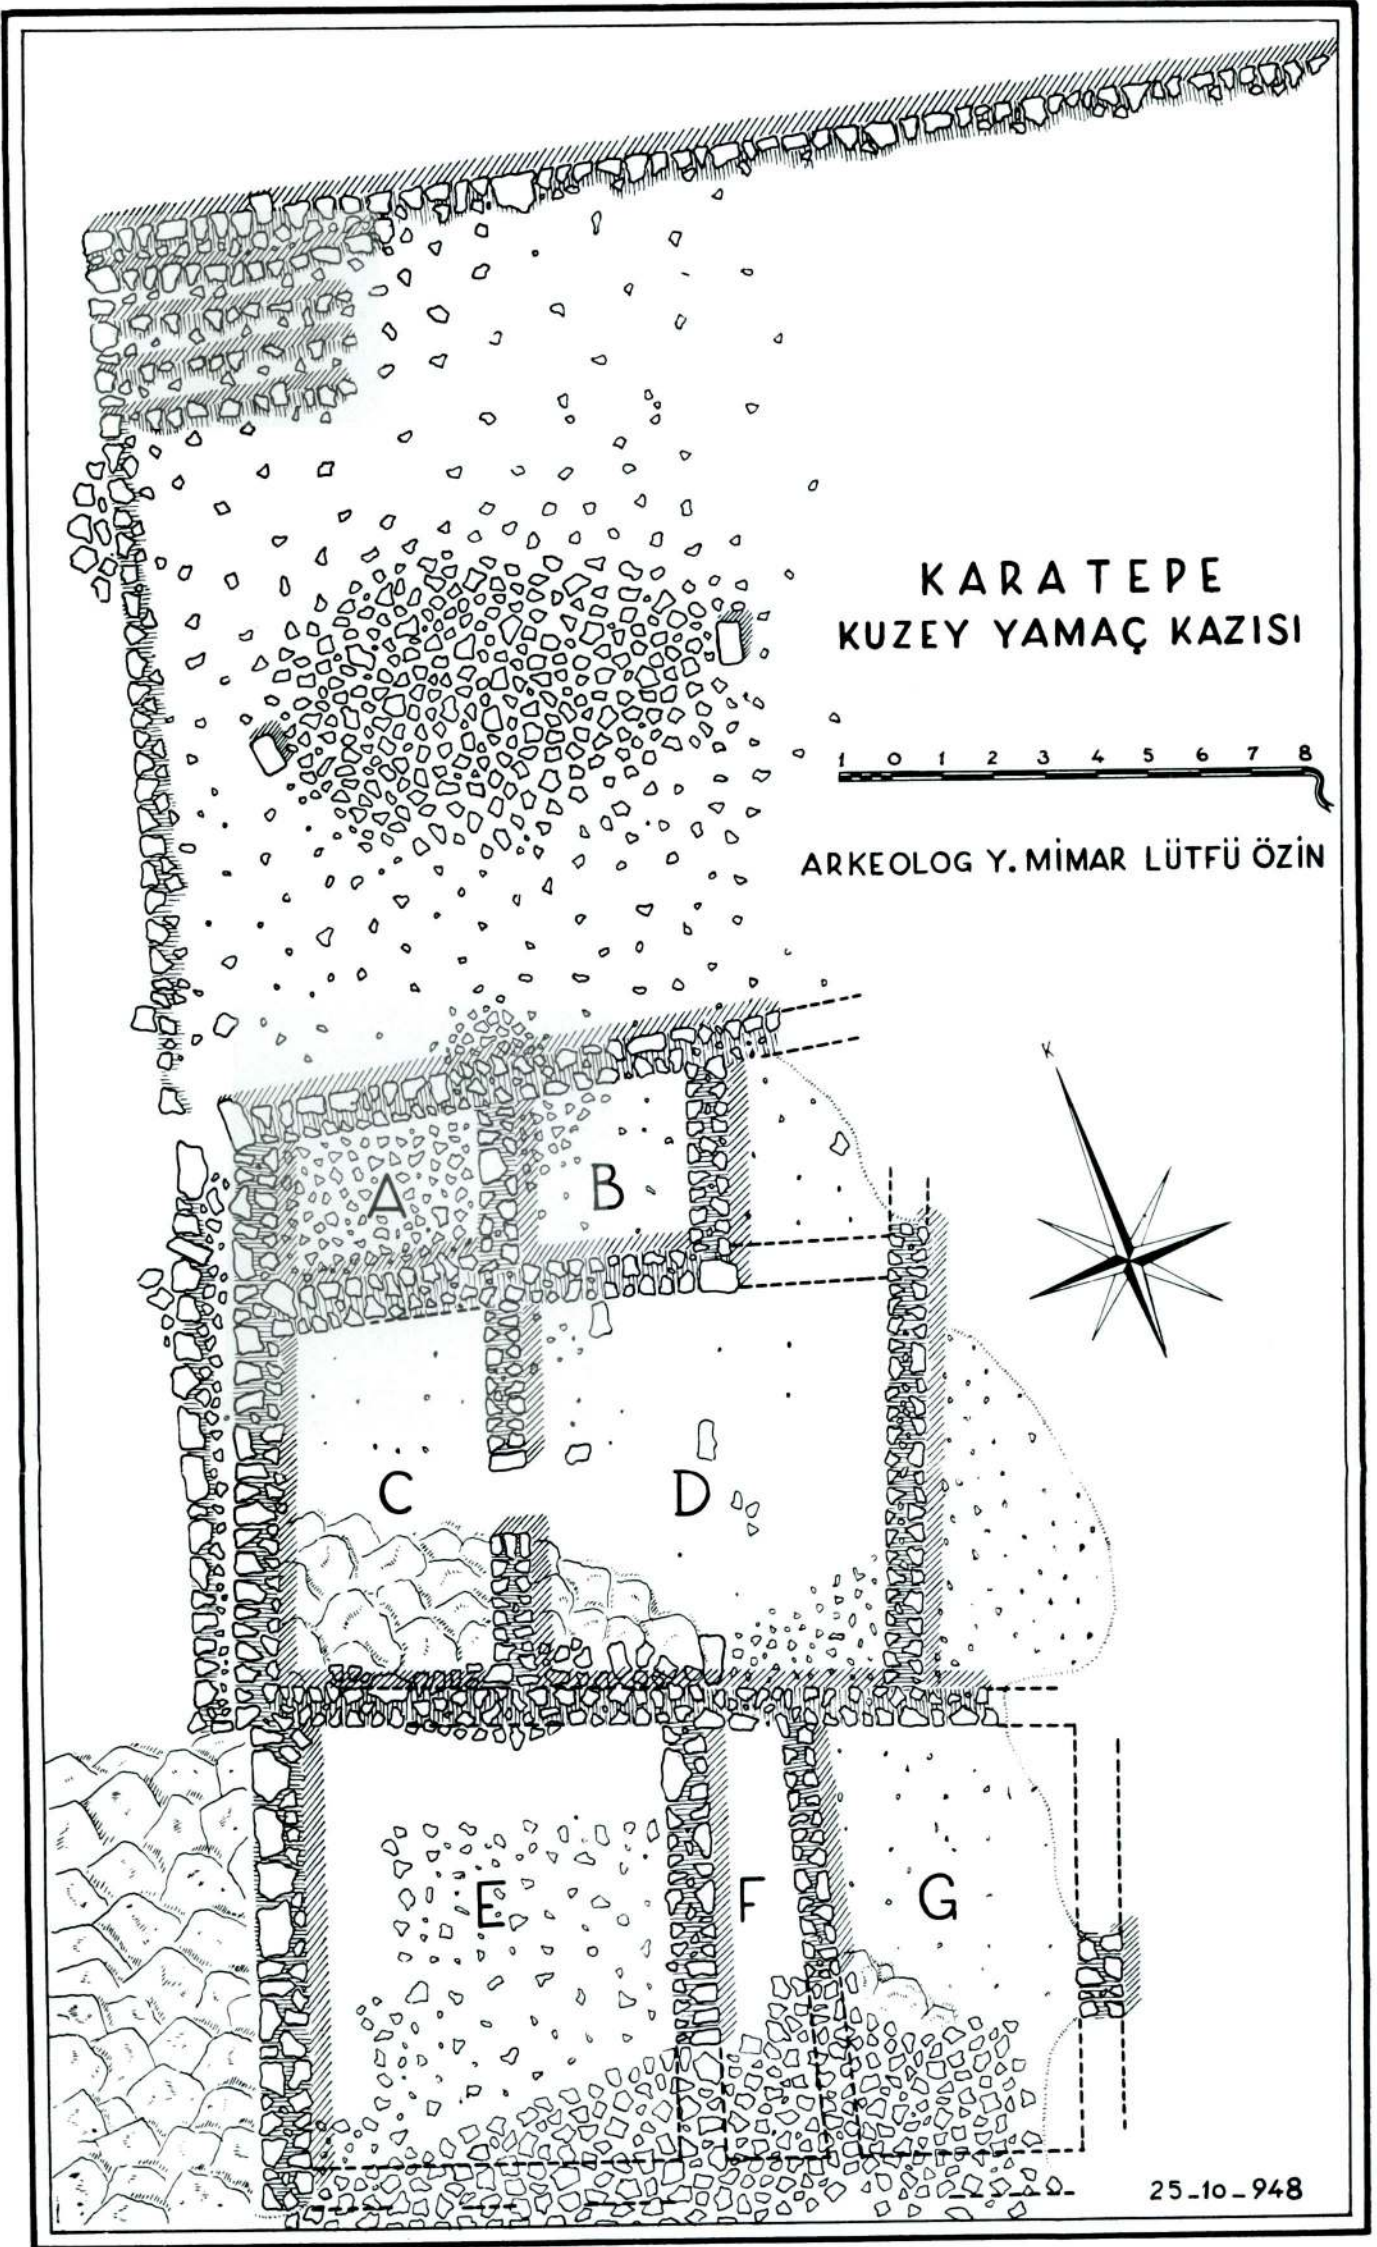 KARATEPE
KUZEY YAMAÇ KAZISI
1 0 1 2 3 4 5 6 7 8
ARKEOLOG Y. MİMAR LÜTFÜ ÖZİN
K
A
B
C
D
E
F
G
25-10-948